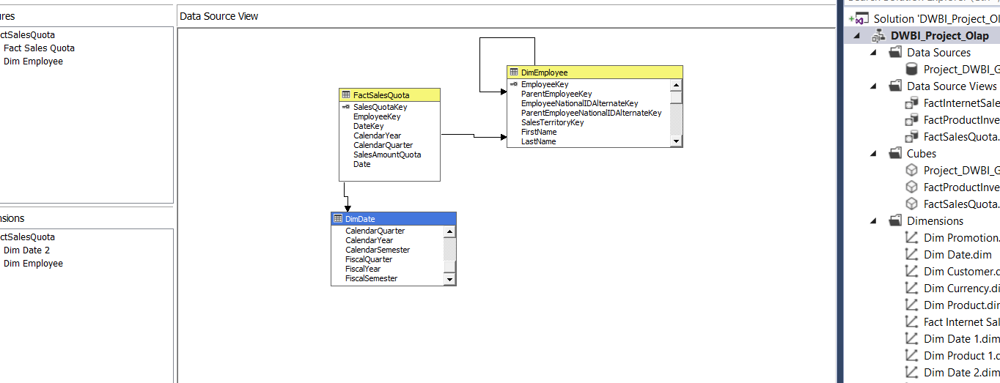 ures
ctSalesQuota
Fact Sales Quota
Dim Employee
nsions
ctSalesQuota
Dim Date 2
Dim Employee
Data Source View
FactSalesQuota
SalesQuotaKey
EmployeeKey
DateKey
CalendarYear
CalendarQuarter
SalesAmountQuota
Date
DimEmployee
EmployeeKey
ParentEmployeeKey
EmployeeNationalIDAlternateKey
ParentEmployeeNationalIDAlternateKey
SalesTerritoryKey
FirstName
LastName
DimDate
CalendarQuarter
CalendarYear
CalendarSemester
FiscalQuarter
FiscalYear
FiscalSemester
Solution 'DWBI_Project_Ol
DWBI_Project_Olap
Data Sources
Project_DWBI_G
Data Source Views
FactInternetSale
FactProductInve
FactSalesQuota.
Cubes
Project_DWBI_G
FactProductInve
FactSalesQuota.
Dimensions
Dim Promotion.
Dim Date.dim
Dim Customer.d
Dim Currency.di
Dim Product.dir
Fact Internet Sal
Dim Date 1.dim
Dim Product 1.d
Dim Date 2.dim